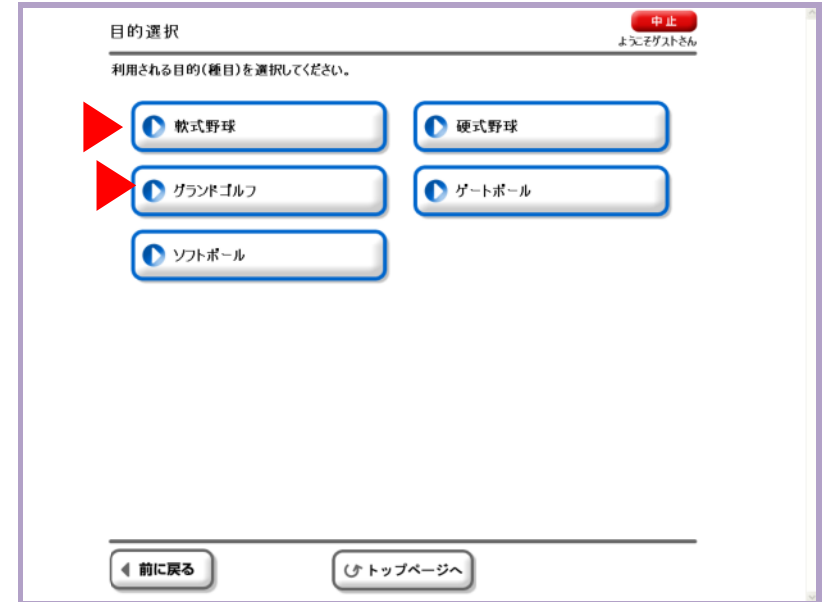 目的選択
中止
ようこそゲストさん
利用される目的(種目)を選択してください。
軟式野球
硬式野球
グランドゴルフ
ゲートボール
ソフトボール
前に戻る
トップページへ